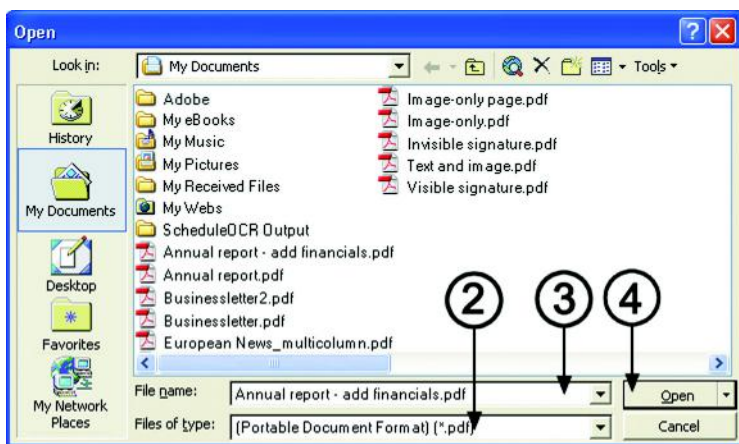 Open
Look in:
My Documents
Tools
History
My Documents
Desktop
Favorites
My Network
Places
Adobe
My eBooks
My Music
My Pictures
My Received Files
My Webs
ScheduleOCR Output
Annual report - add financials.pdf
Annual report.pdf
Businessletter2.pdf
Businessletter.pdf
European News_multicolumn.pdf
Image-only page.pdf
Image-only.pdf
Invisible signature.pdf
Text and image.pdf
Visible signature.pdf
2
3
4
File name:
Annual report - add financials.pdf
Open
Files of type:
(Portable Document Format) (*.pdf)
Cancel